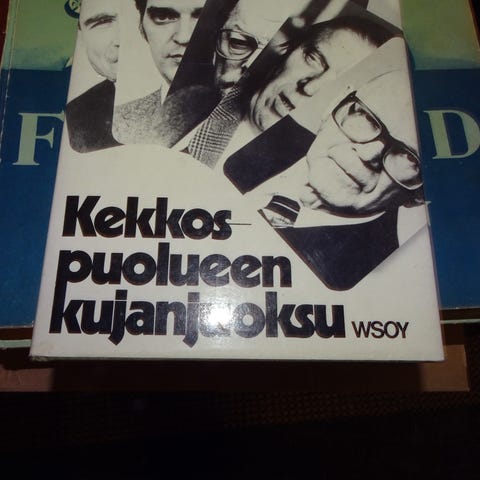 F
D
Kekkos-
puolueen
kujanjuoksu WSOY